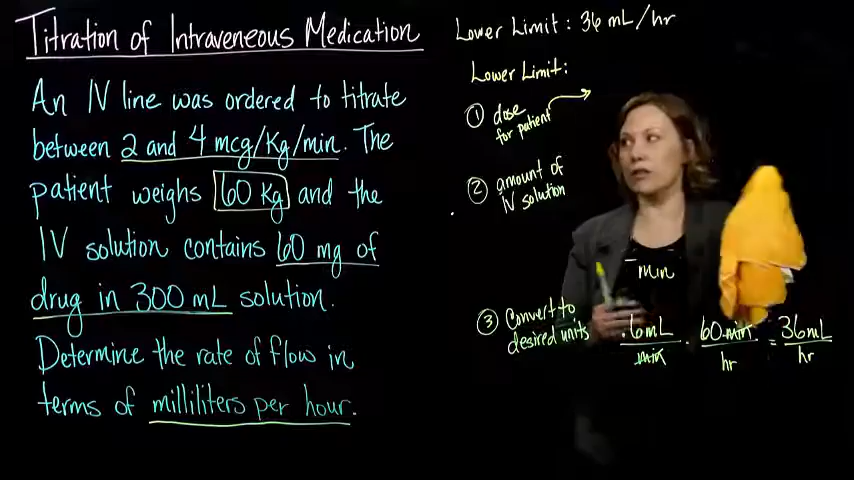 Titration of Intraveneous Medication
An IV line was ordered to titrate
between 2 and 4 mcg/Kg/min. The
patient weighs 60 Kg and the
IV solution contains 60 mg of
drug in 300 mL solution.
Determine the rate of flow in
terms of milliliters per hour.
Lower Limit: 36 mL/hr
Lower Limit:
① dose
for patient
② amount of
IV solution
min
③ Convert to
desired units
.6mL
min
· 60 min
hr
= 36mL
hr